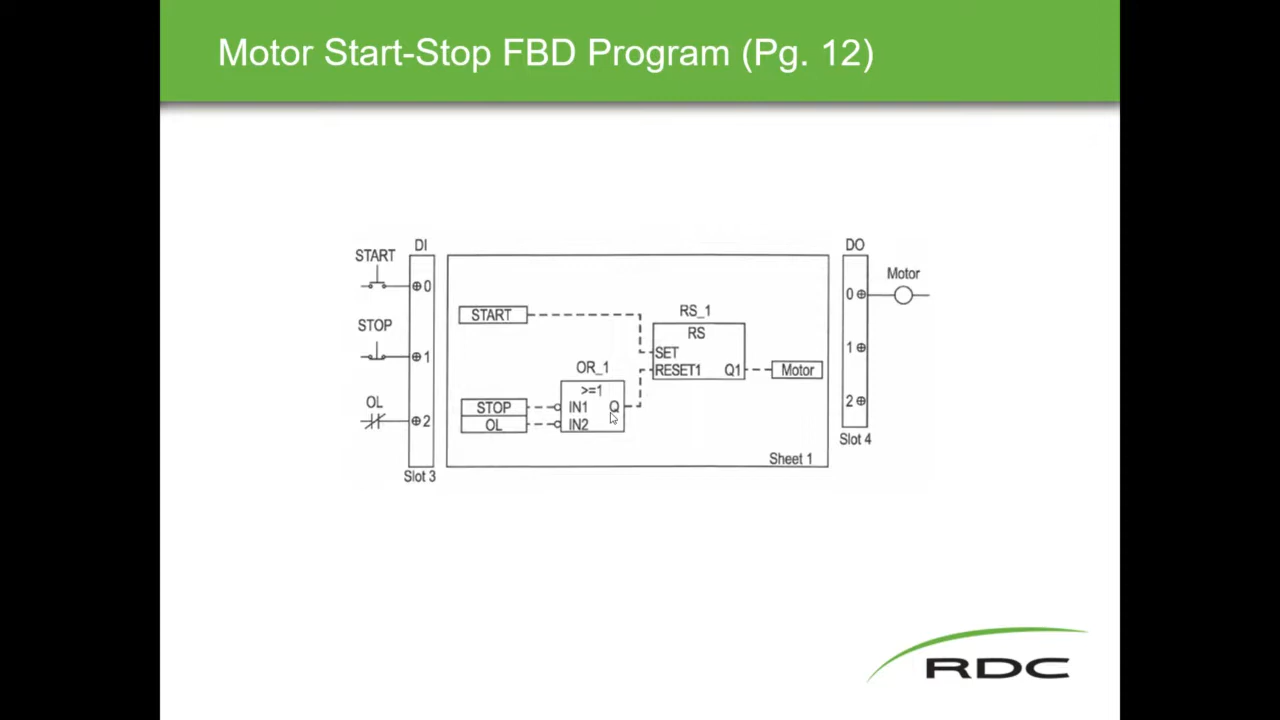 Motor Start-Stop FBD Program (Pg. 12)
DI
DO
START
0
Motor
0
START
RS_1
STOP
RS
1
SET
1
OR_1
RESET1 Q1
Motor
OL
>=1
STOP
IN1 Q
2
2
OL
IN2
Slot 4
Sheet 1
Slot 3
RDC